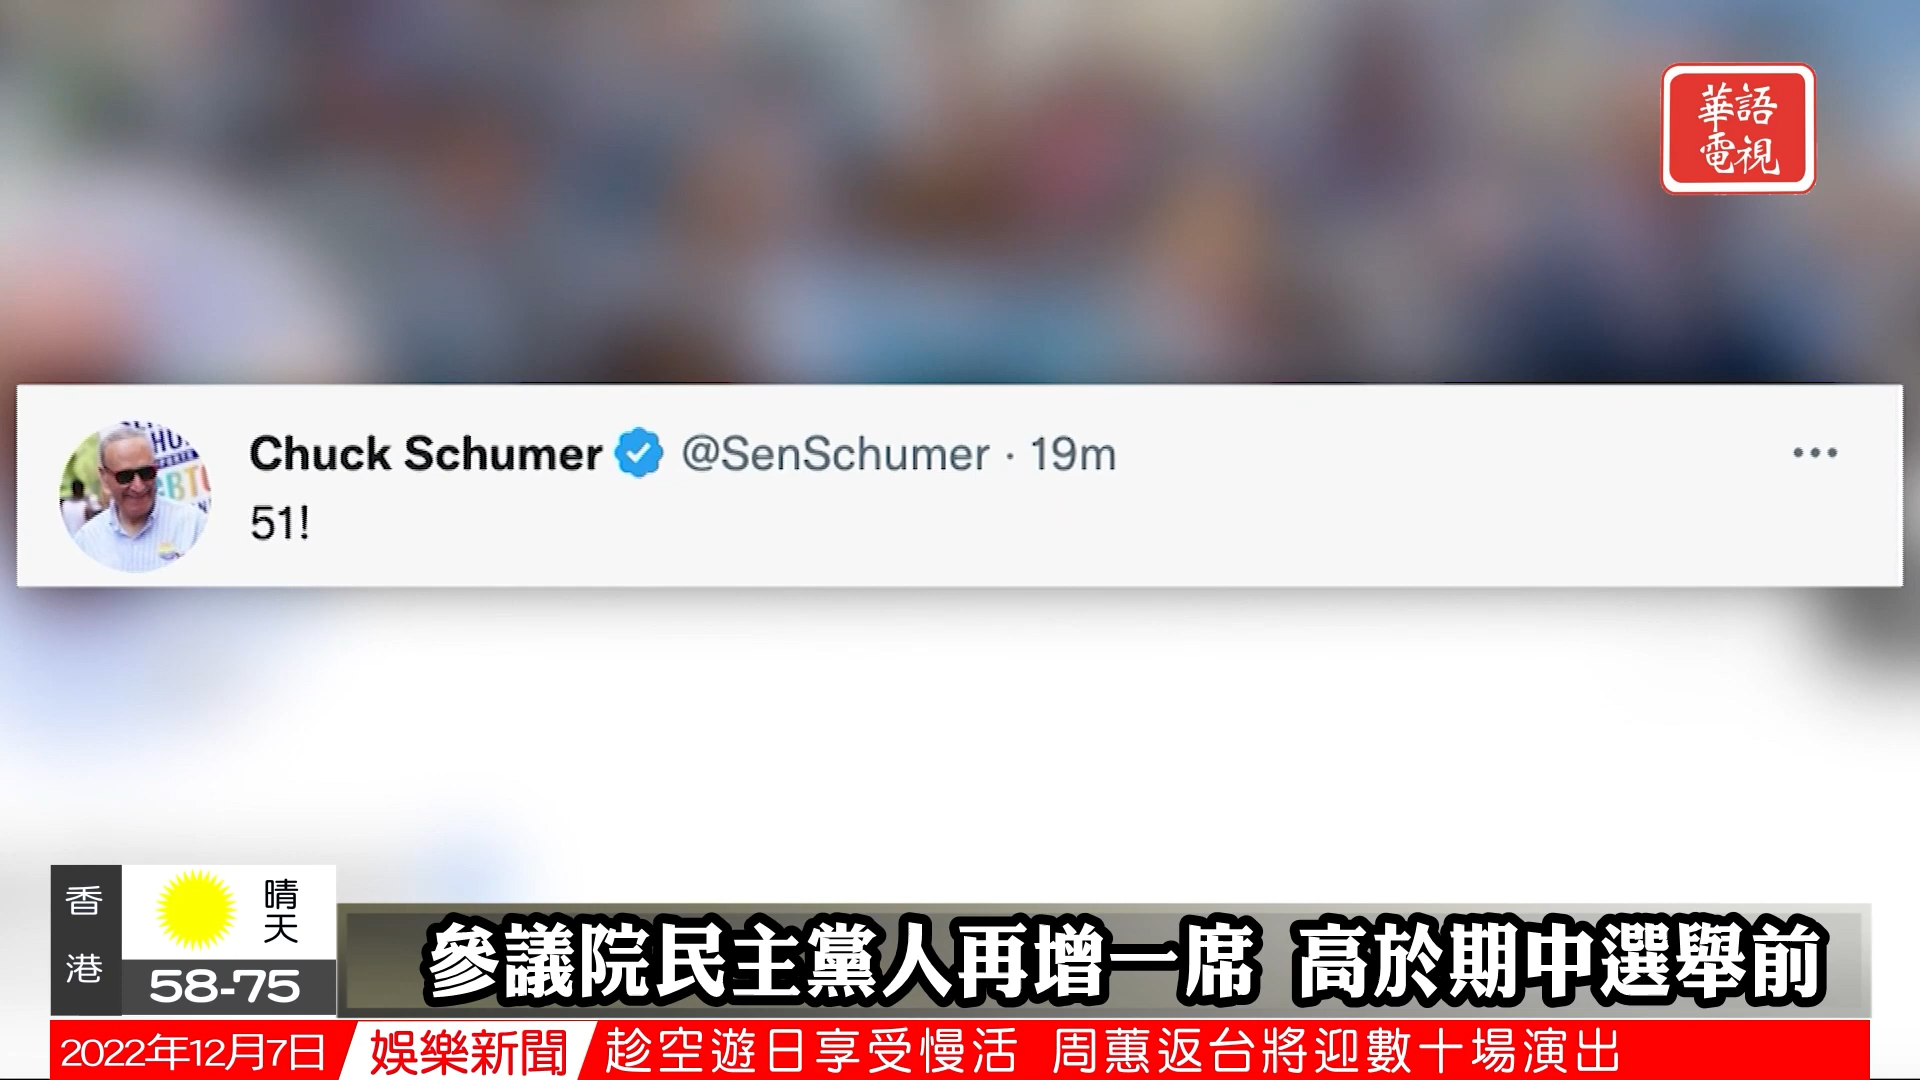 華語
電視
Chuck Schumer @SenSchumer · 19m
51!
香港
晴天
58-75
參議院民主黨人再增一席 高於期中選舉前
2022年12月7日 娛樂新聞 趁空遊日享受慢活 周蕙返台將迎數十場演出